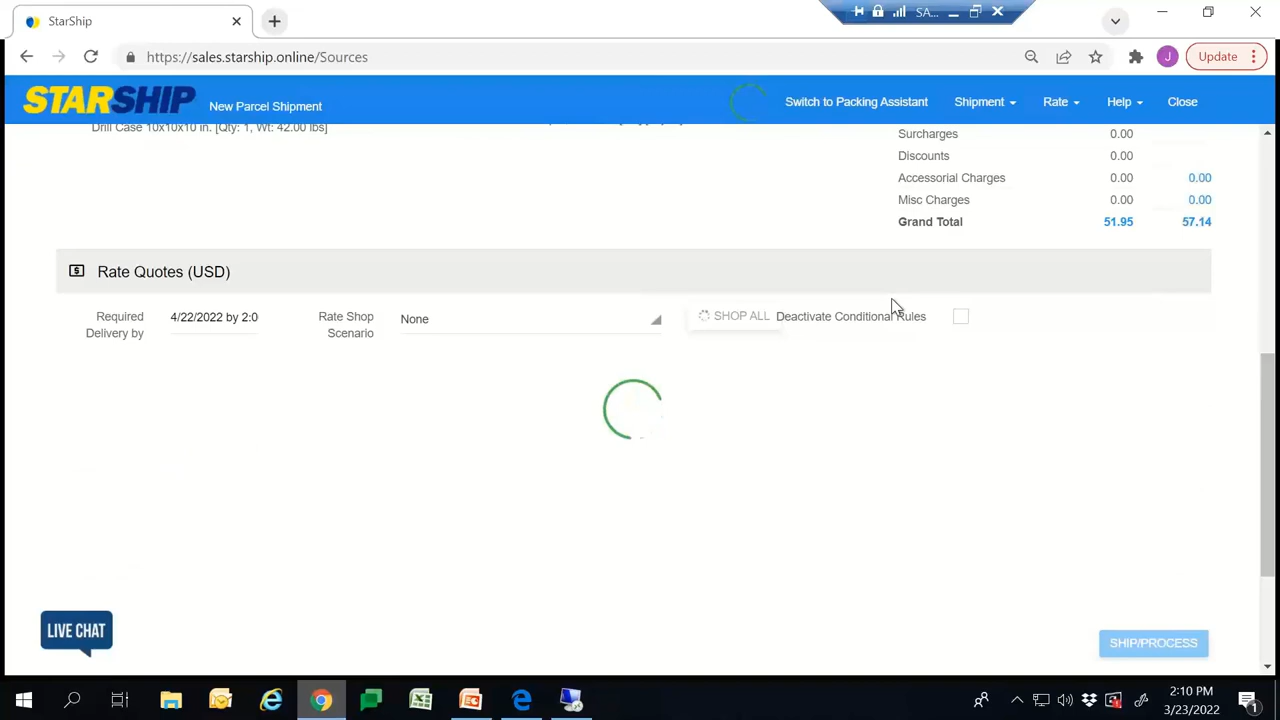 StarShip
SA...
https://sales.starship.online/Sources
J
Update
STARSHIP
New Parcel Shipment
Switch to Packing Assistant
Shipment
Rate
Help
Close
Drill Case 10x10x10 in. [Qty: 1, Wt: 42.00 lbs]
Surcharges 0.00
Discounts 0.00
Accessorial Charges 0.00 0.00
Misc Charges 0.00 0.00
Grand Total 51.95 57.14
Rate Quotes (USD)
Required Delivery by
4/22/2022 by 2:0
Rate Shop Scenario
None
SHOP ALL
Deactivate Conditional Rules
LIVE CHAT
SHIP/PROCESS
2:10 PM
3/23/2022
1